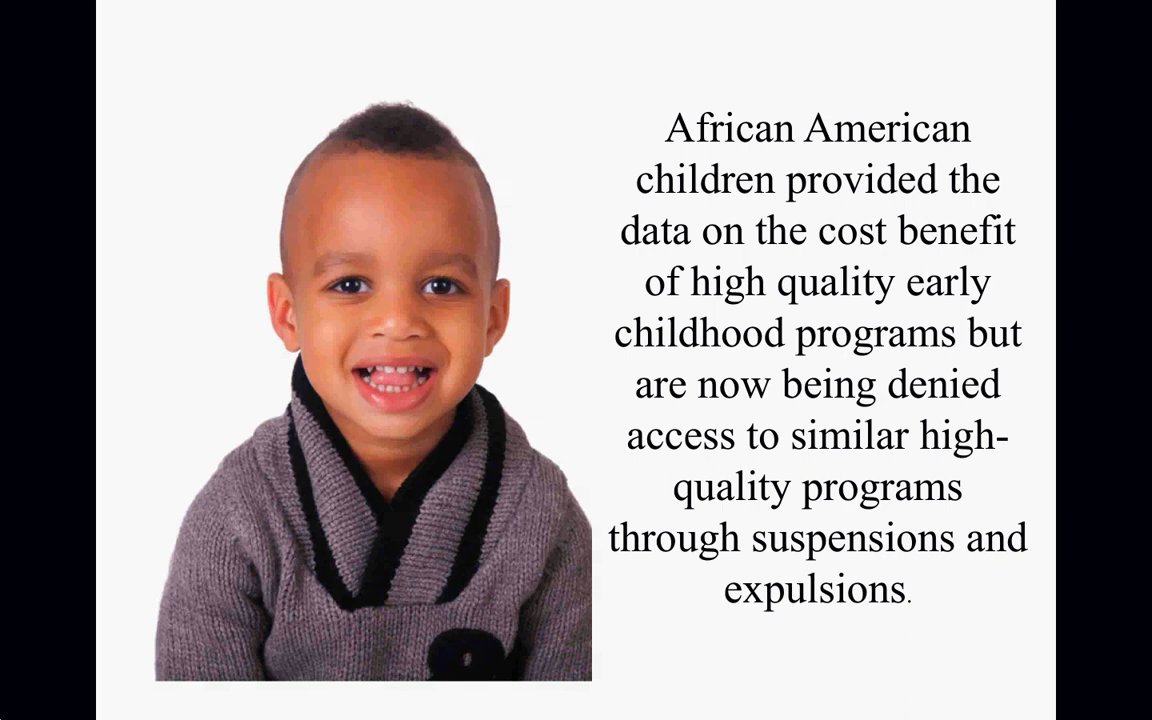 African American
children provided the
data on the cost benefit
of high quality early
childhood programs but
are now being denied
access to similar high-
quality programs
through suspensions and
expulsions.